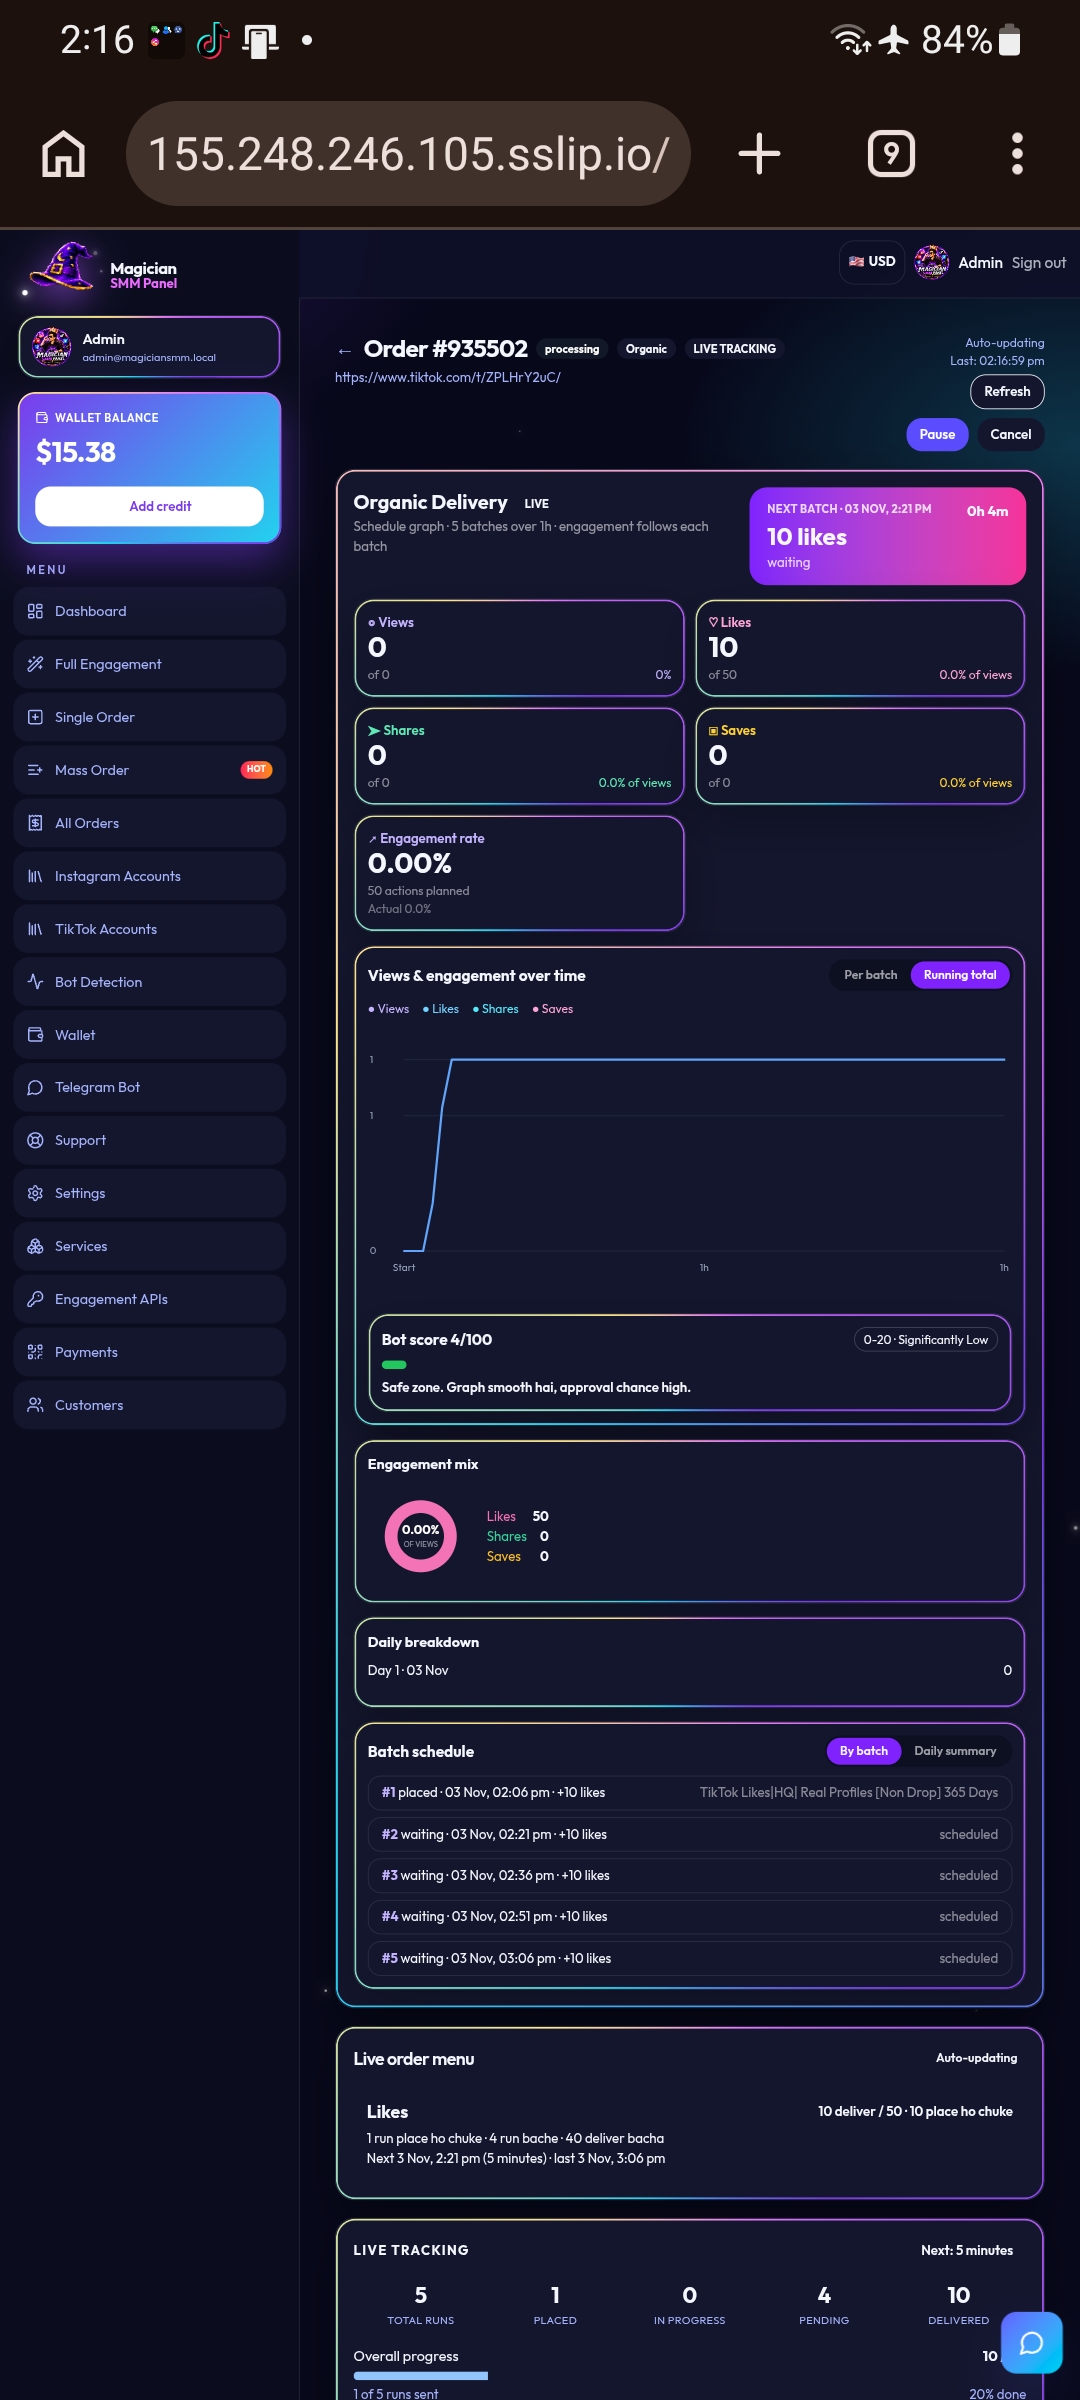 2:16
84%
155.248.246.105.sslip.io/
9
Magician
SMM Panel
USD
Admin Sign out
Admin
admin@magiciansmm.local
WALLET BALANCE
$15.38
Add credit
MENU
Dashboard
Full Engagement
Single Order
Mass Order HOT
All Orders
Instagram Accounts
TikTok Accounts
Bot Detection
Wallet
Telegram Bot
Support
Settings
Services
Engagement APIs
Payments
Customers
← Order #935502 processing Organic LIVE TRACKING
https://www.tiktok.com/t/ZPLHrY2uC/
Auto-updating
Last: 02:16:59 pm
Refresh
Pause Cancel
Organic Delivery LIVE
Schedule graph · 5 batches over 1h · engagement follows each
batch
NEXT BATCH · 03 NOV, 2:21 PM 0h 4m
10 likes
waiting
Views
0
of 0 0%
♡ Likes
10
of 50 0.0% of views
➤ Shares
0
of 0 0.0% of views
▣ Saves
0
of 0 0.0% of views
↗ Engagement rate
0.00%
50 actions planned
Actual 0.0%
Views & engagement over time Per batch Running total
● Views ● Likes ● Shares ● Saves
1
1
0
Start 1h 1h
Bot score 4/100 0-20 · Significantly Low
Safe zone. Graph smooth hai, approval chance high.
Engagement mix
0.00%
OF VIEWS
Likes 50
Shares 0
Saves 0
Daily breakdown
Day 1 · 03 Nov 0
Batch schedule By batch Daily summary
#1 placed · 03 Nov, 02:06 pm · +10 likes TikTok Likes|HQ| Real Profiles [Non Drop] 365 Days
#2 waiting · 03 Nov, 02:21 pm · +10 likes scheduled
#3 waiting · 03 Nov, 02:36 pm · +10 likes scheduled
#4 waiting · 03 Nov, 02:51 pm · +10 likes scheduled
#5 waiting · 03 Nov, 03:06 pm · +10 likes scheduled
Live order menu Auto-updating
Likes 10 deliver / 50 · 10 place ho chuke
1 run place ho chuke · 4 run bache · 40 deliver bacha
Next 3 Nov, 2:21 pm (5 minutes) · last 3 Nov, 3:06 pm
LIVE TRACKING Next: 5 minutes
5 1 0 4 10
TOTAL RUNS PLACED IN PROGRESS PENDING DELIVERED
Overall progress 10
1 of 5 runs sent 20% done